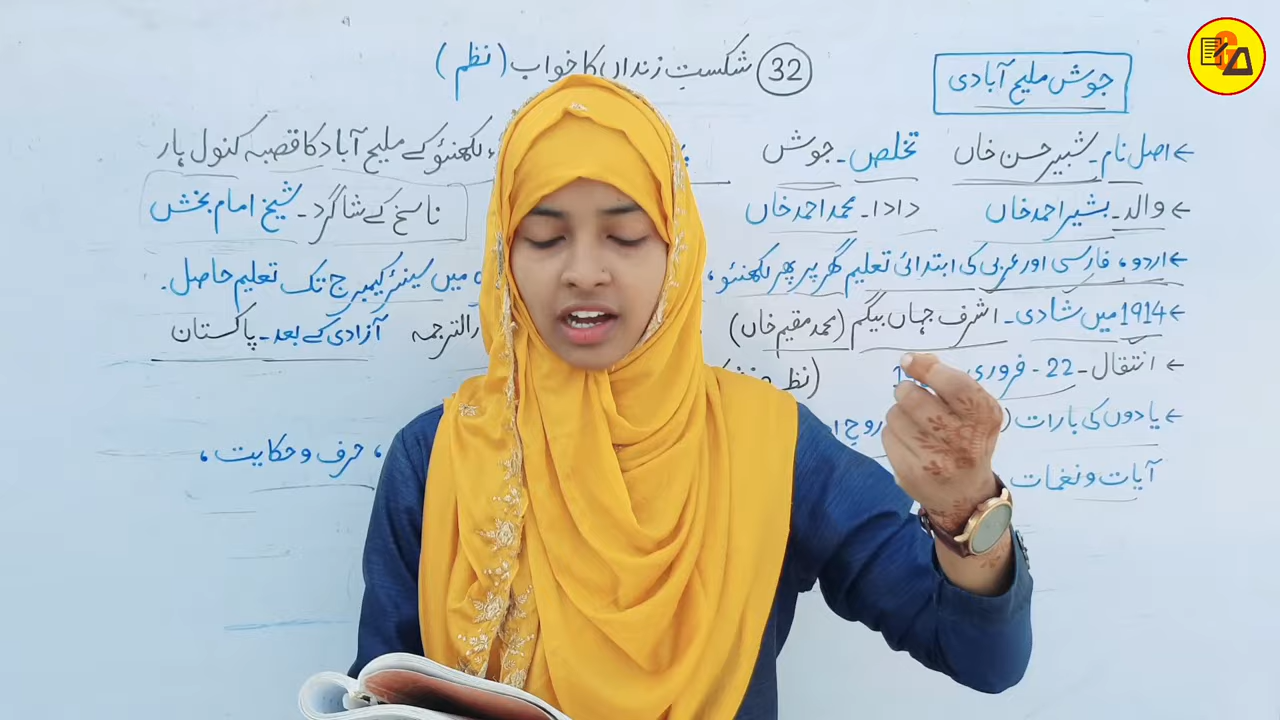 جوش ملیح آبادی
32 شکستِ زنداں کا خواب (نظم)
← اصل نام - شبیر حسن خاں تخلص - جوش لکھنئو کے ملیح آباد کا قصبہ کنول ہار
← والد - بشیر احمد خاں دادا - محمد احمد خاں ناسخ کے شاگرد - شیخ امام بخش
← اردو، فارسی اور عربی کی ابتدائی تعلیم گھر پر پھر لکھنئو، میں سینئر کیمبرج تک تعلیم حاصل۔
← 1914 میں شادی - اشرف جہاں بیگم (محمد مقیم خاں) آزادی کے بعد - پاکستان
← انتقال - 22 - فروری
← یادوں کی بارات (
آیات و نغمات ، حرف و حکایت،